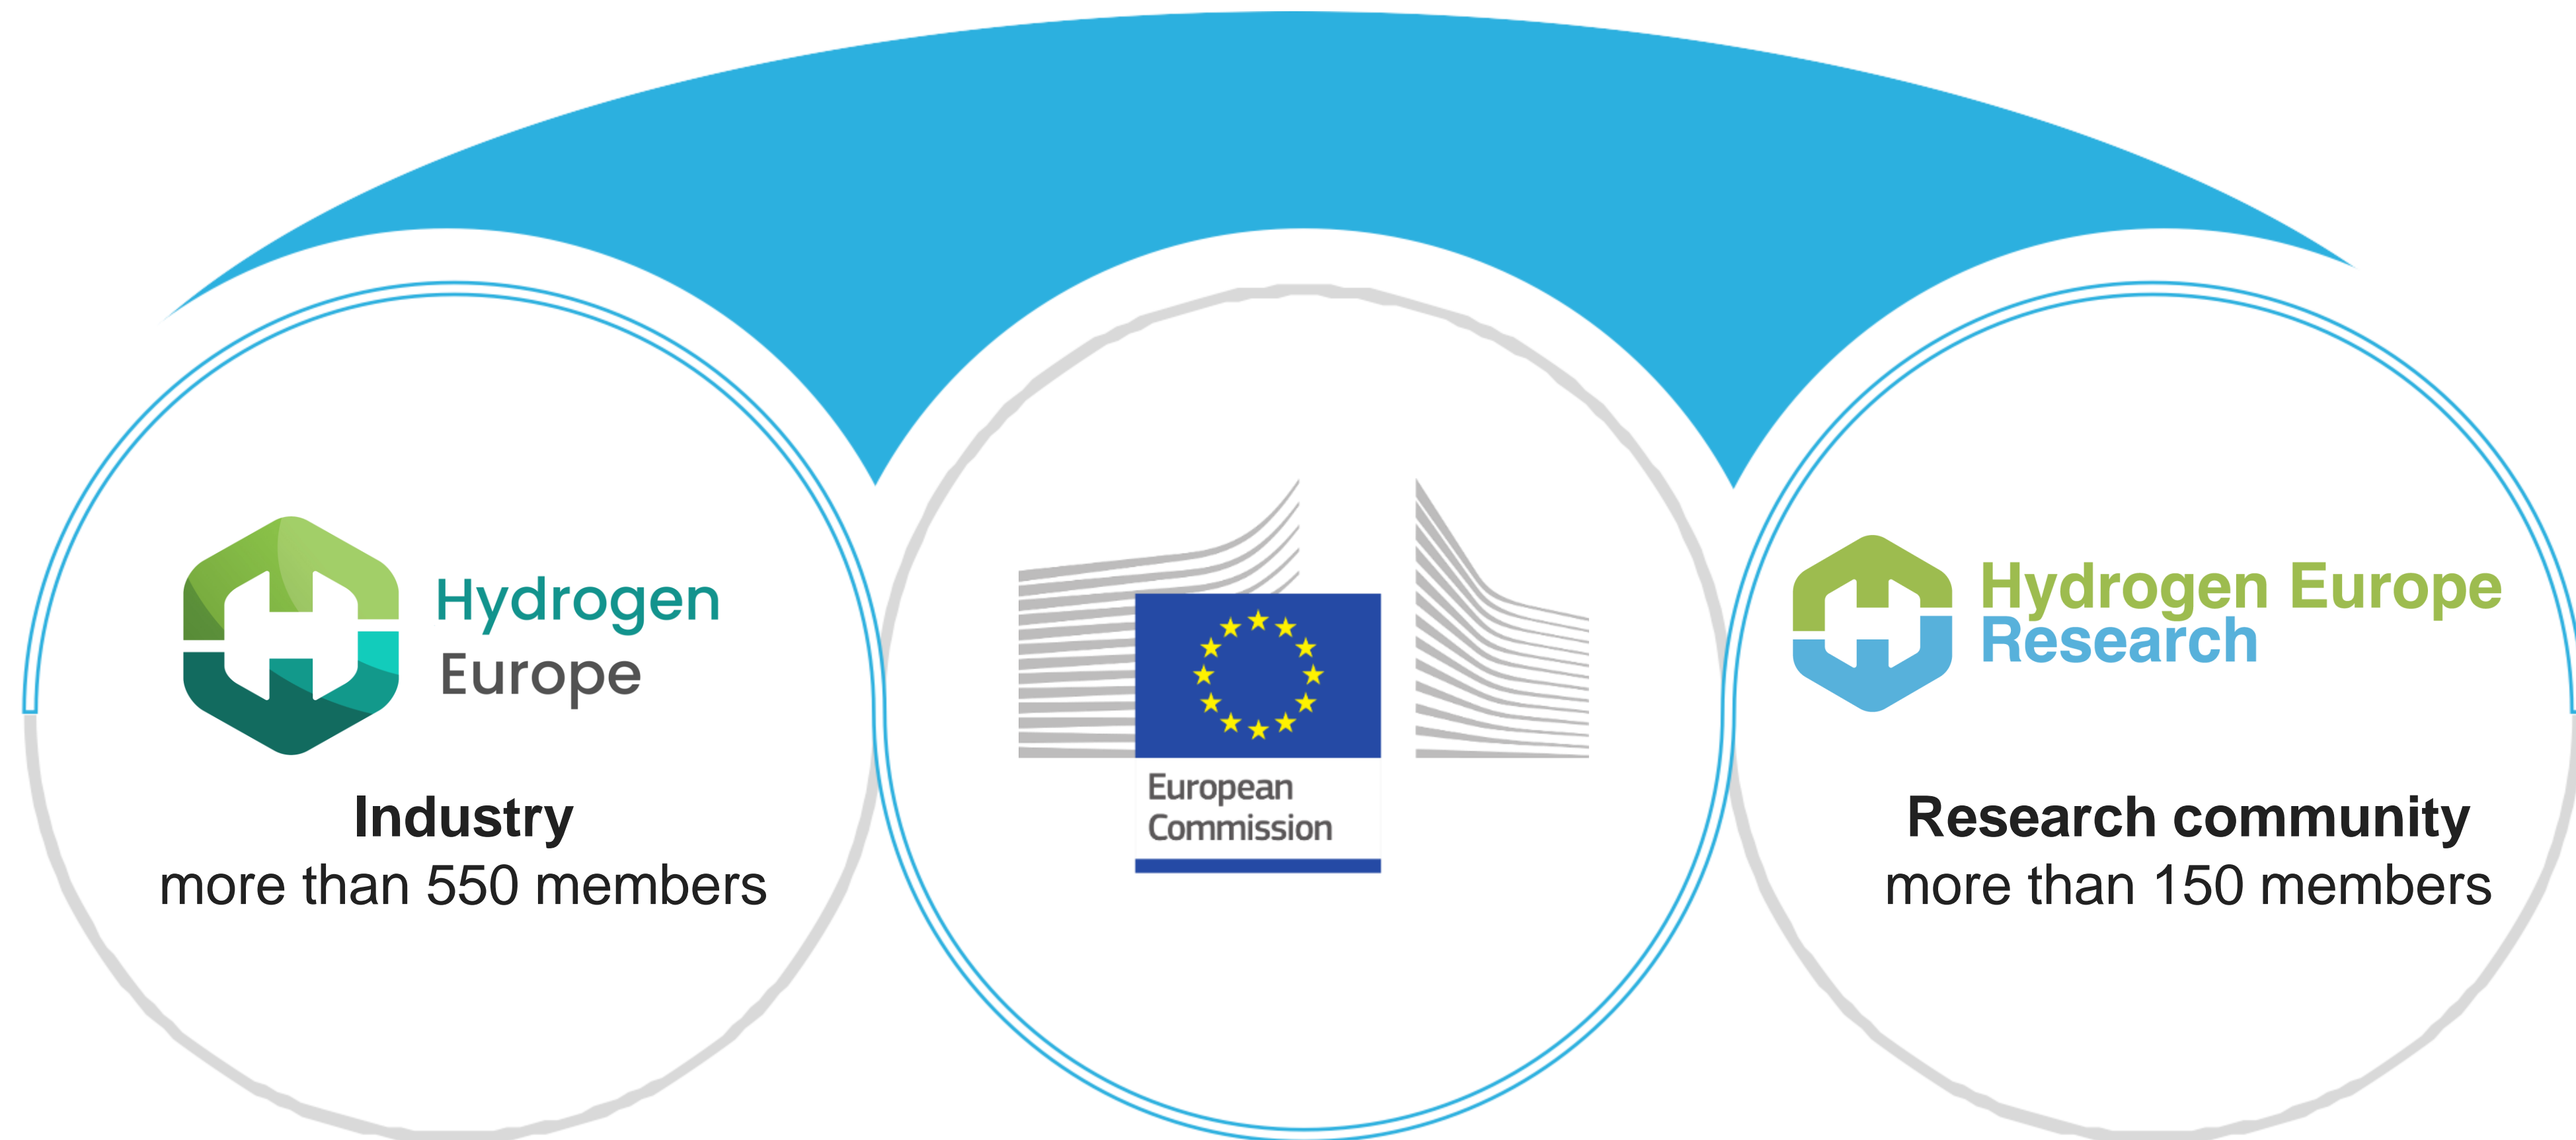 Hydrogen
Europe
Industry
more than 550 members
European
Commission
Hydrogen Europe
Research
Research community
more than 150 members